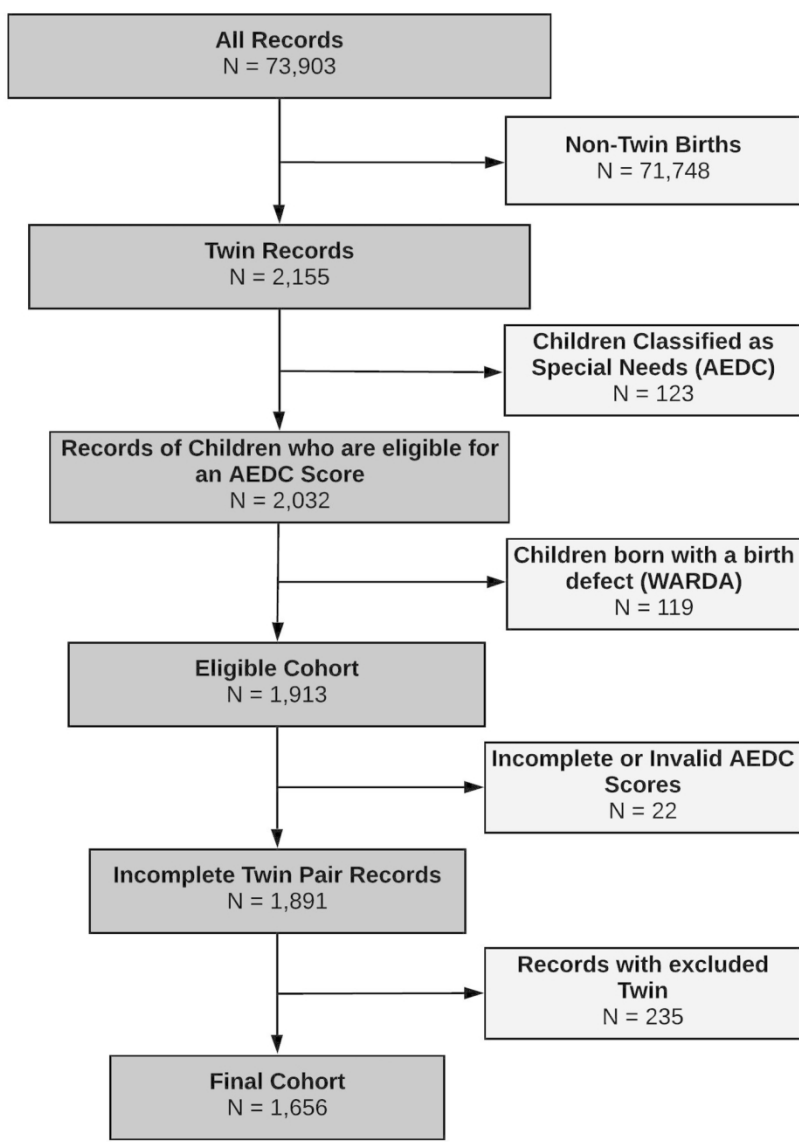 All Records
N = 73,903
Non-Twin Births
N = 71,748
Twin Records
N = 2,155
Children Classified as
Special Needs (AEDC)
N = 123
Records of Children who are eligible for
an AEDC Score
N = 2,032
Children born with a birth
defect (WARDA)
N = 119
Eligible Cohort
N = 1,913
Incomplete or Invalid AEDC
Scores
N = 22
Incomplete Twin Pair Records
N = 1,891
Records with excluded
Twin
N = 235
Final Cohort
N = 1,656